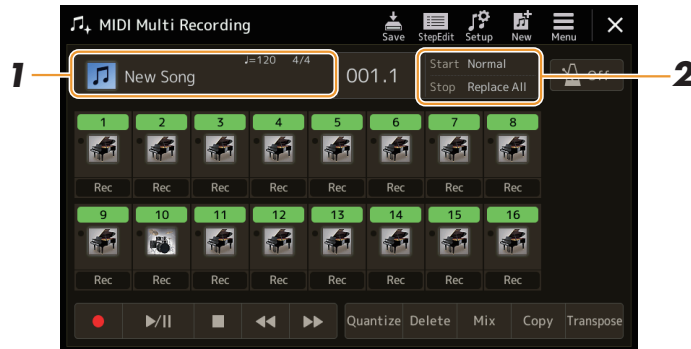 MIDI Multi Recording
Save StepEdit Setup New Menu
1
New Song ♩=120 4/4
001.1
Start Normal
Stop Replace All
Off
2
1 2 3 4 5 6 7 8
Rec Rec Rec Rec Rec Rec Rec Rec
9 10 11 12 13 14 15 16
Rec Rec Rec Rec Rec Rec Rec Rec
Quantize Delete Mix Copy Transpose